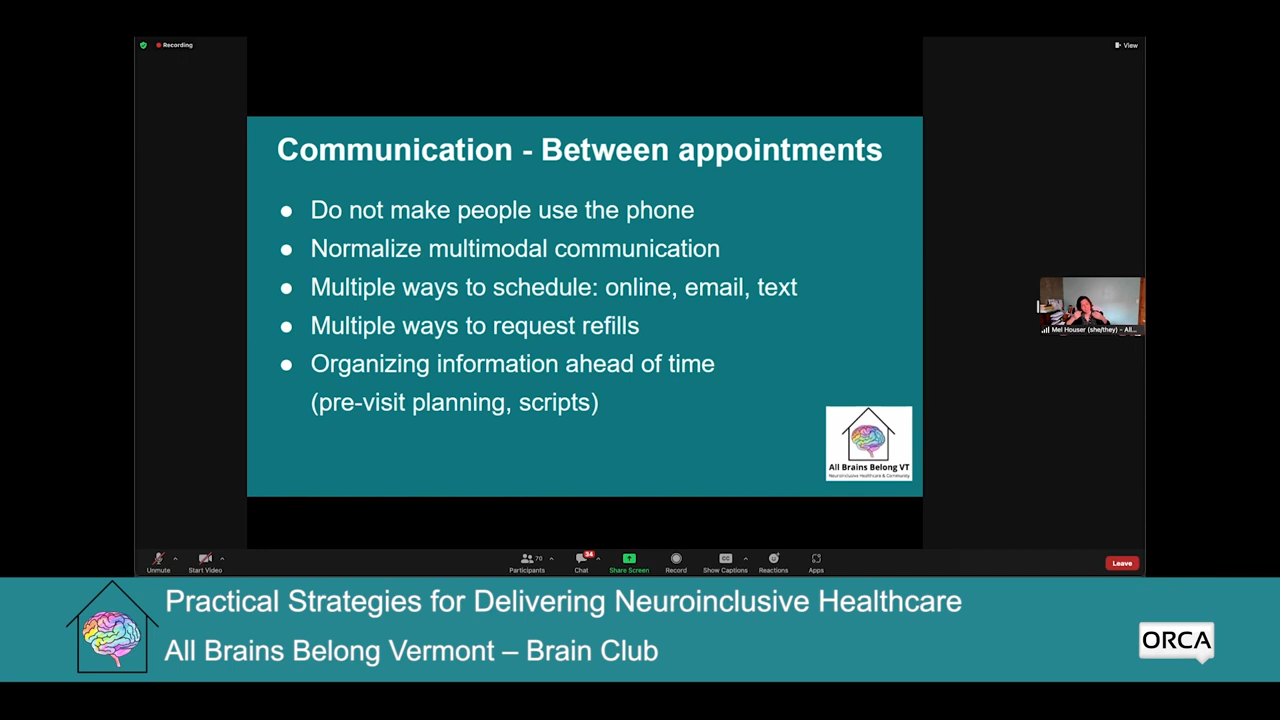 Recording
View
Communication - Between appointments
● Do not make people use the phone
● Normalize multimodal communication
● Multiple ways to schedule: online, email, text
● Multiple ways to request refills
● Organizing information ahead of time
(pre-visit planning, scripts)
All Brains Belong VT
Neuroinclusive Healthcare & Community
Mel Houser (she/they) - All...
Unmute
Start Video
70
Participants
34
Chat
Share Screen
Record
CC
Show Captions
Reactions
Apps
Leave
Practical Strategies for Delivering Neuroinclusive Healthcare
All Brains Belong Vermont – Brain Club
ORCA